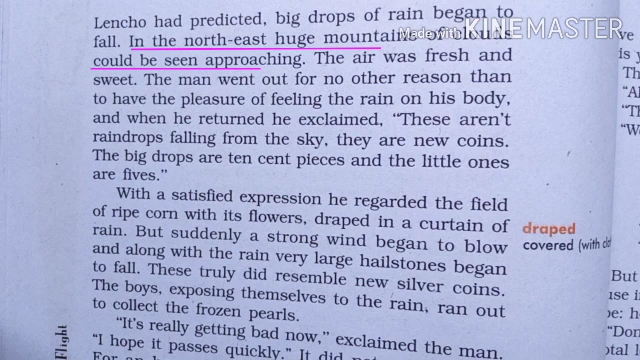 Lencho had predicted, big drops of rain began to
fall. In the north-east huge mountains of clouds
could be seen approaching. The air was fresh and
sweet. The man went out for no other reason than
to have the pleasure of feeling the rain on his body,
and when he returned he exclaimed, “These aren’t
raindrops falling from the sky, they are new coins.
The big drops are ten cent pieces and the little ones
are fives.”
With a satisfied expression he regarded the field
of ripe corn with its flowers, draped in a curtain of
rain. But suddenly a strong wind began to blow
and along with the rain very large hailstones began
to fall. These truly did resemble new silver coins.
The boys, exposing themselves to the rain, ran out
to collect the frozen pearls.
“It’s really getting bad now,” exclaimed the man.
“I hope it passes quickly.” It did
draped
covered (with
Flight
Made with KINEMASTER
But
“Don